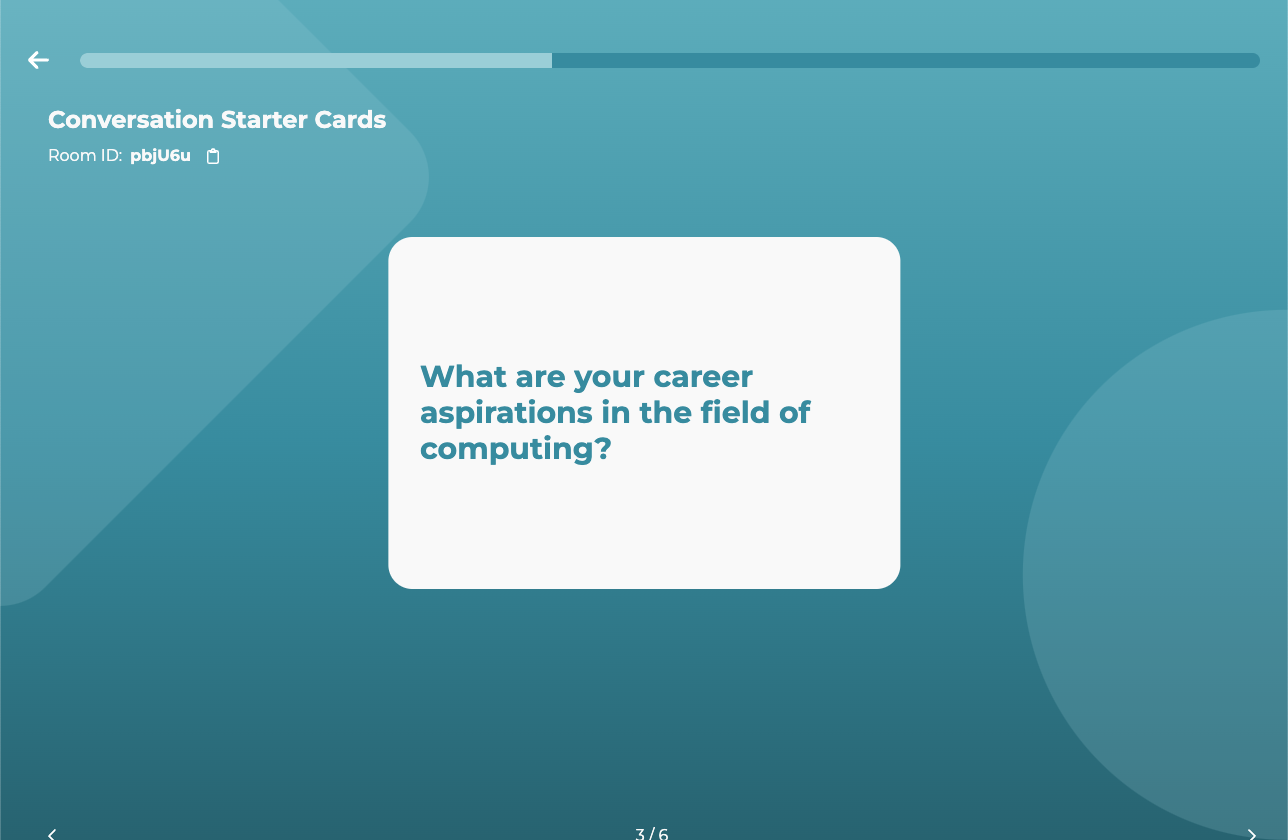 Conversation Starter Cards
Room ID: pbjU6u
What are your career
aspirations in the field of
computing?
3 / 6